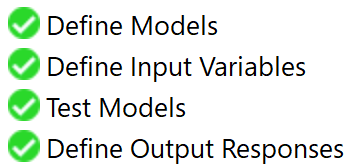 Define Models
Define Input Variables
Test Models
Define Output Responses